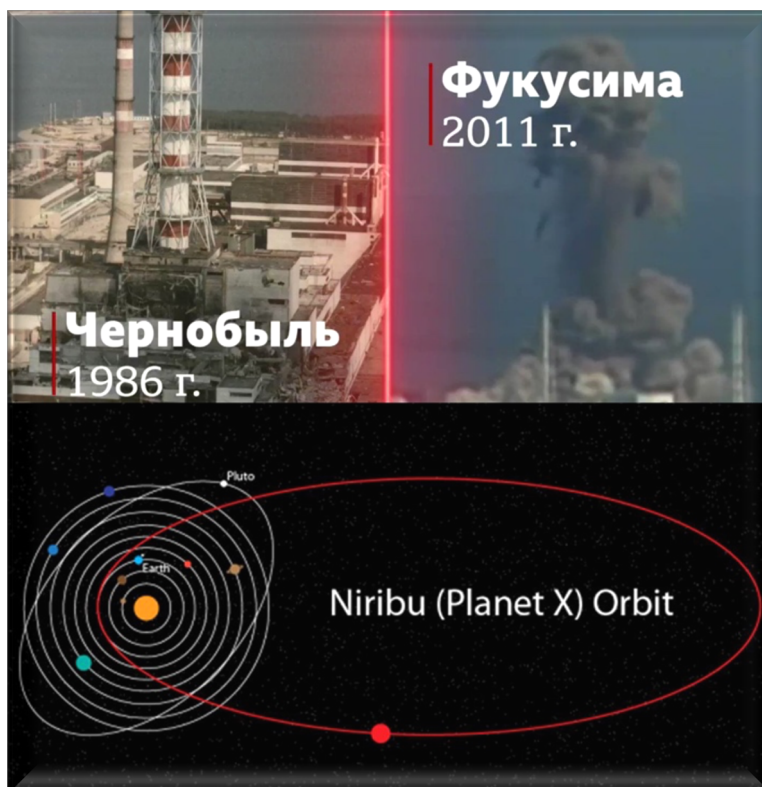 Фукусима
2011 г.
Чернобыль
1986 г.
Pluto
Earth
Niribu (Planet X) Orbit